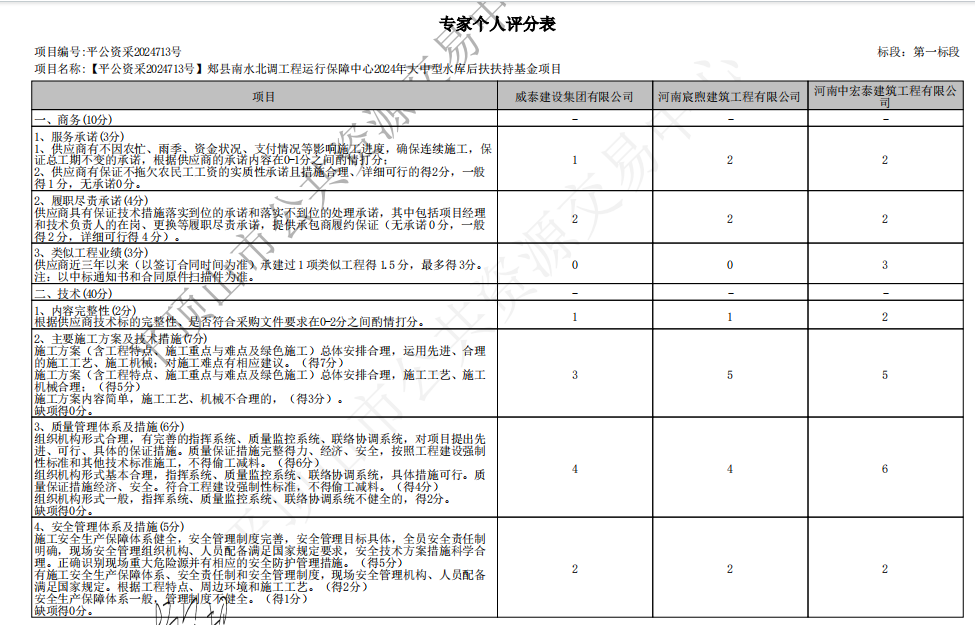 专家个人评分表
项目编号:平公资采2024713号
标段：第一标段
项目名称:【平公资采2024713号】郏县南水北调工程运行保障中心2024年大中型水库后扶扶持基金项目
项目 威泰建设集团有限公司 河南宸煦建筑工程有限公司 河南中宏泰建筑工程有限公司
一、商务(10分) - - -
1、服务承诺(3分)
1、供应商有不因农忙、雨季、资金状况、支付情况等影响施工进度，确保连续施工，保
证总工期不变的承诺，根据供应商的承诺内容在0-1分之间酌情打分；
2、供应商有保证不拖欠农民工工资的实质性承诺且措施合理、详细可行的得2分，一般
得1分，无承诺0分。
1 2 2
2、履职尽责承诺(4分)
供应商具有保证技术措施落实到位的承诺和落实不到位的处理承诺，其中包括项目经理
和技术负责人的在岗、更换等履职尽责承诺，提供承包商履约保证（无承诺0分，一般
得2分，详细可行得4分）。
2 2 2
3、类似工程业绩(3分)
供应商近三年以来（以签订合同时间为准）承建过1项类似工程得1.5分，最多得3分。
注：以中标通知书和合同原件扫描件为准。
0 0 3
二、技术(40分) - - -
1、内容完整性(2分)
根据供应商技术标的完整性、是否符合采购文件要求在0-2分之间酌情打分。
1 1 2
2、主要施工方案及技术措施(7分)
施工方案（含工程特点、施工重点与难点及绿色施工）总体安排合理，运用先进、合理
的施工工艺、施工机械；对施工难点有相应建议。（得7分）
施工方案（含工程特点、施工重点与难点及绿色施工）总体安排合理，施工工艺、施工
机械合理；（得5分）
施工方案内容简单，施工工艺、机械不合理的，（得3分）。
缺项得0分。
3 5 5
3、质量管理体系及措施(6分)
组织机构形式合理，有完善的指挥系统、质量监控系统、联络协调系统，对项目提出先
进、可行、具体的保证措施。质量保证措施完整得力、经济、安全，按照工程建设强制
性标准和其他技术标准施工，不得偷工减料。（得6分）
组织机构形式基本合理，指挥系统、质量监控系统、联络协调系统，具体措施可行。质
量保证措施经济、安全。符合工程建设强制性标准，不得偷工减料。（得4分）
组织机构形式一般，指挥系统、质量监控系统、联络协调系统不健全的，得2分。
缺项得0分。
4 4 6
4、安全管理体系及措施(5分)
施工安全生产保障体系健全，安全管理制度完善，安全管理目标具体，全员安全责任制
明确，现场安全管理组织机构、人员配备满足国家规定要求，安全技术方案措施科学合
理。正确识别现场重大危险源并有相应的安全防护管理措施。（得5分）
有施工安全生产保障体系、安全责任制和安全管理制度，现场安全管理机构、人员配备
满足国家规定。根据工程特点、周边环境和施工工艺。（得2分）
安全生产保障体系一般，管理制度不健全。（得1分）
缺项得0分。
2 2 2
平顶山市公共资源交易中心
平顶山市公共资源交易中心